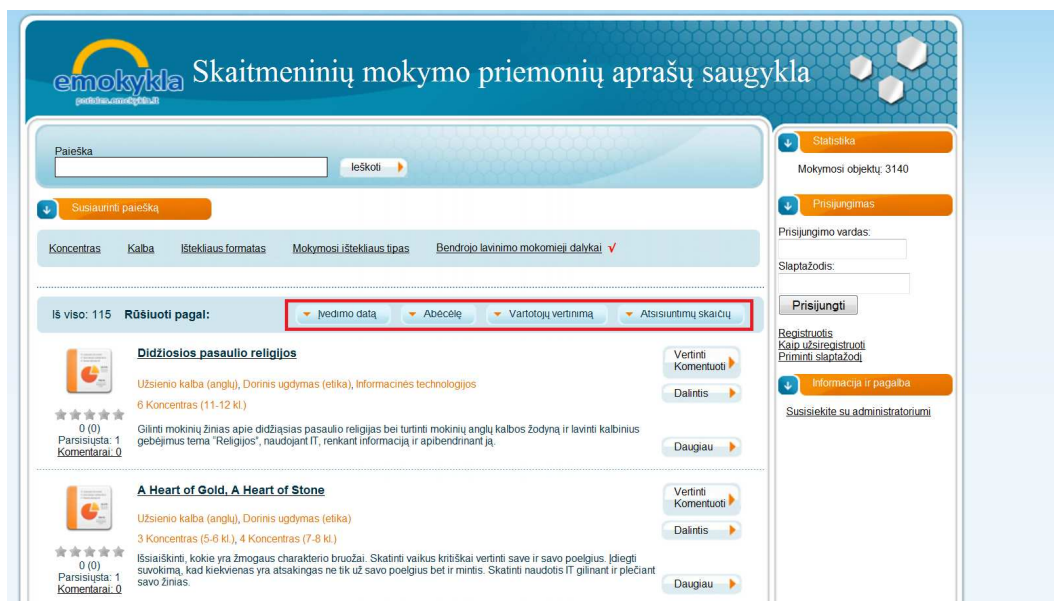 emokykla
portalas.emokykla.lt
Skaitmeninių mokymo priemonių aprašų saugykla
Paieška
Ieškoti
Susiaurinti paiešką
Koncentras Kalba Ištekliaus formatas Mokymosi ištekliaus tipas Bendrojo lavinimo mokomieji dalykai √
Iš viso: 115 Rūšiuoti pagal: Įvedimo datą Abėcėlę Vartotojų vertinimą Atsisiuntimų skaičių
Didžiosios pasaulio religijos
Užsienio kalba (anglų), Dorinis ugdymas (etika), Informacinės technologijos
6 Koncentras (11-12 kl.)
Gilinti mokinių žinias apie didžiąsias pasaulio religijas bei turtinti mokinių anglų kalbos žodyną ir lavinti kalbinius
gebėjimus tema "Religijos", naudojant IT, renkant informaciją ir apibendrinant ją.
0 (0)
Parsisiųsta: 1
Komentarai: 0
Vertinti
Komentuoti
Dalintis
Daugiau
A Heart of Gold, A Heart of Stone
Užsienio kalba (anglų), Dorinis ugdymas (etika)
3 Koncentras (5-6 kl.), 4 Koncentras (7-8 kl.)
Išsiaiškinti, kokie yra žmogaus charakterio bruožai. Skatinti vaikus kritiškai vertinti save ir savo poelgius. Įdiegti
suvokimą, kad kiekvienas yra atsakingas ne tik už savo poelgius bet ir mintis. Skatinti naudotis IT gilinant ir plečiant
savo žinias.
0 (0)
Parsisiųsta: 1
Komentarai: 0
Vertinti
Komentuoti
Dalintis
Daugiau
Statistika
Mokymosi objektų: 3140
Prisijungimas
Prisijungimo vardas:
Slaptažodis:
Prisijungti
Registruotis
Kaip užsiregistruoti
Priminti slaptažodį
Informacija ir pagalba
Susisiekite su administratoriumi